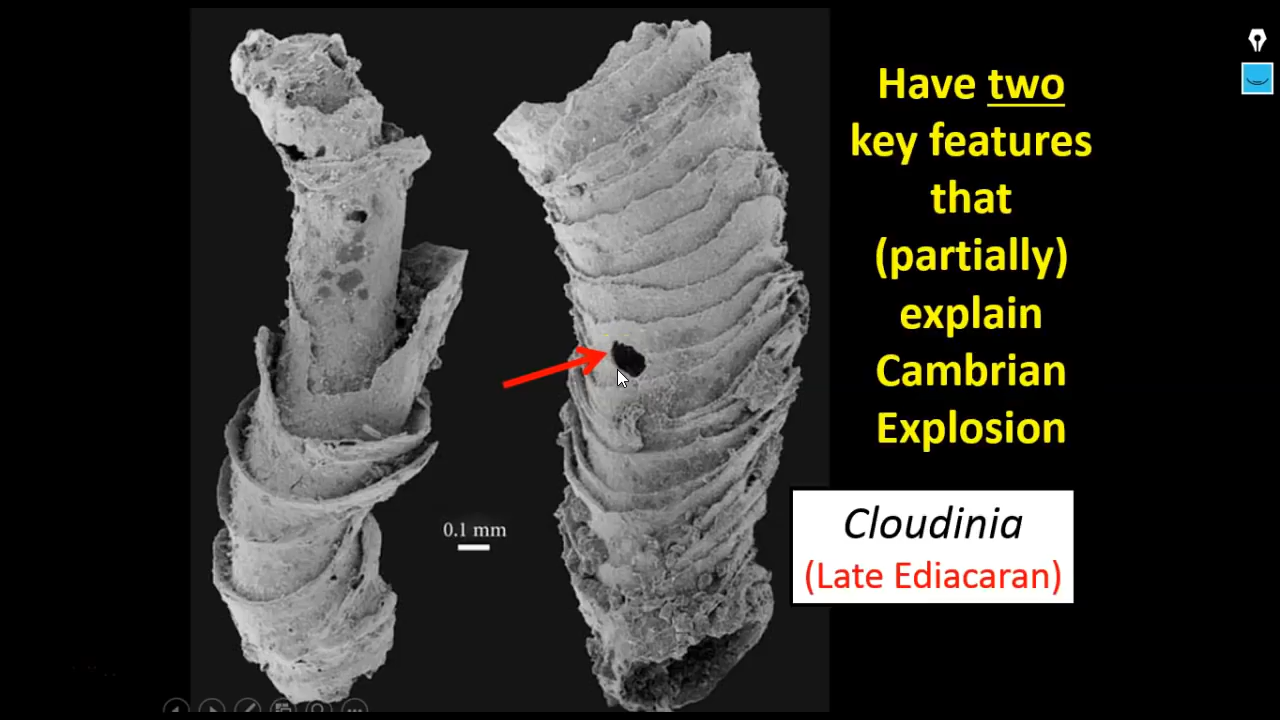 Have two
key features
that
(partially)
explain
Cambrian
Explosion
0.1 mm
Cloudinia
(Late Ediacaran)